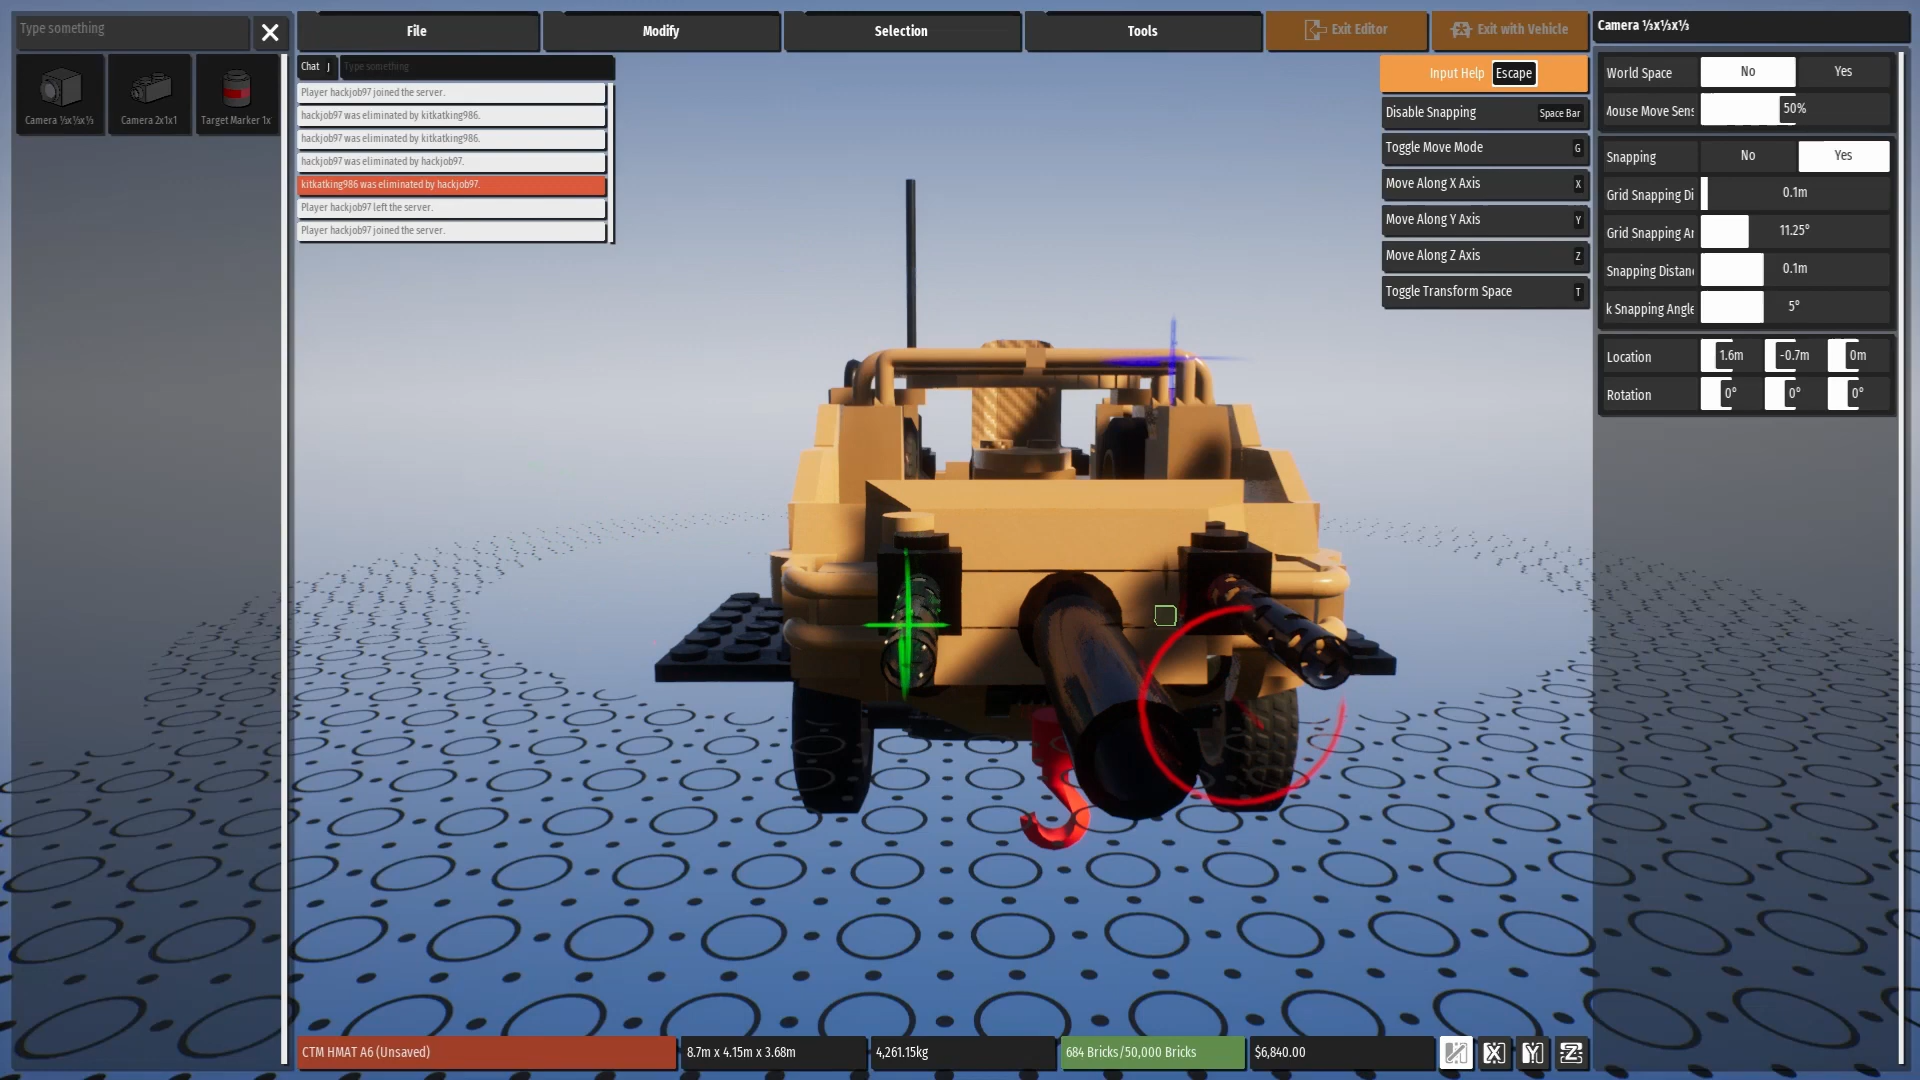 Type something
Camera ⅓x⅓x⅓
Camera 2x1x1
Target Marker 1x
File
Modify
Selection
Tools
Exit Editor
Exit with Vehicle
Chat J
Type something
Player hackjob97 joined the server.
hackjob97 was eliminated by kitkatking986.
hackjob97 was eliminated by kitkatking986.
hackjob97 was eliminated by hackjob97.
kitkatking986 was eliminated by hackjob97.
Player hackjob97 left the server.
Player hackjob97 joined the server.
Input Help Escape
Disable Snapping Space Bar
Toggle Move Mode G
Move Along X Axis X
Move Along Y Axis Y
Move Along Z Axis Z
Toggle Transform Space T
Camera ⅓x⅓x⅓
World Space No Yes
Mouse Move Sens 50%
Snapping No Yes
Grid Snapping Di 0.1m
Grid Snapping An 11.25°
Snapping Distan 0.1m
k Snapping Angle 5°
Location 1.6m -0.7m 0m
Rotation 0° 0° 0°
CTM HMAT A6 (Unsaved)
8.7m x 4.15m x 3.68m
4,261.15kg
684 Bricks/50,000 Bricks
$6,840.00
X Y Z